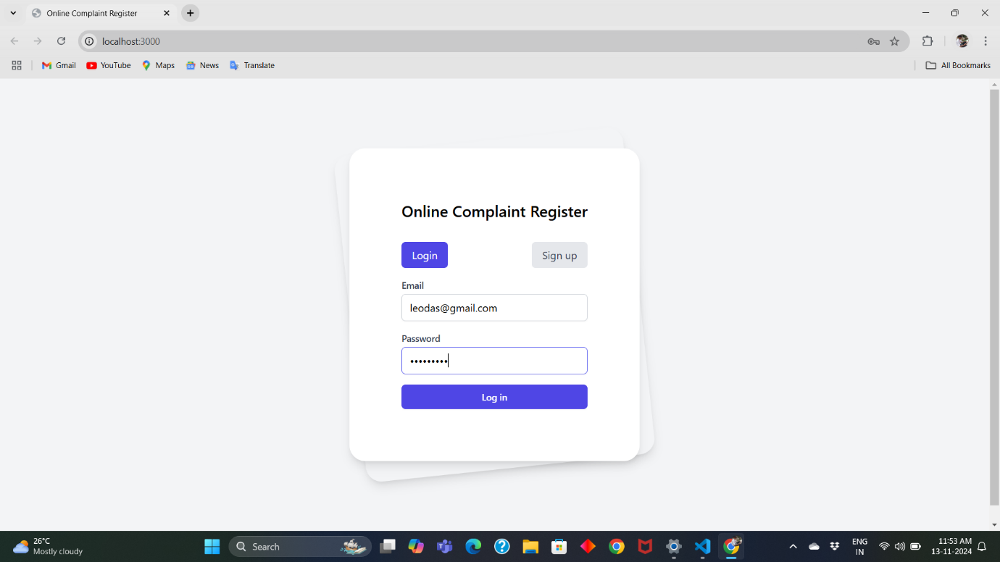 Online Complaint Register
localhost:3000
Gmail YouTube Maps News Translate All Bookmarks
Online Complaint Register
Login Sign up
Email
leodas@gmail.com
Password
•••••••••
Log in
26°C
Mostly cloudy
Search
ENG
IN
11:53 AM
13-11-2024